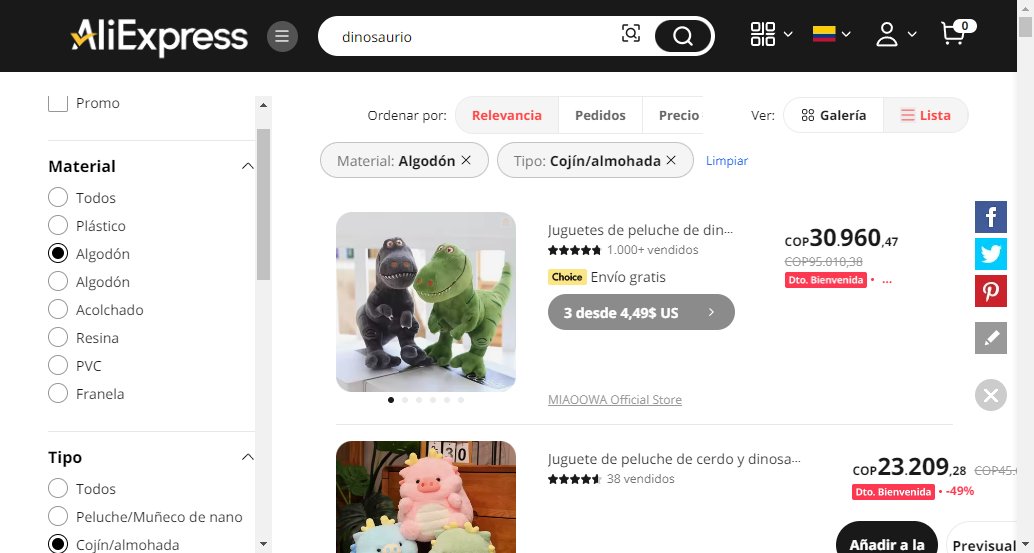 AliExpress
dinosaurio
0
Promo
Material
Todos
Plástico
Algodón
Algodón
Acolchado
Resina
PVC
Franela
Tipo
Todos
Peluche/Muñeco de nano
Cojín/almohada
Ordenar por: Relevancia Pedidos Precio
Ver: Galería Lista
Material: Algodón Tipo: Cojín/almohada Limpiar
Juguetes de peluche de din...
1.000+ vendidos
Choice Envío gratis
3 desde 4,49$ US
MIAOOWA Official Store
COP30.960,47
COP95.010,38
Dto. Bienvenida • ...
Juguete de peluche de cerdo y dinosa...
38 vendidos
COP23.209,28 COP45.0
Dto. Bienvenida • -49%
Añadir a la
Previsual